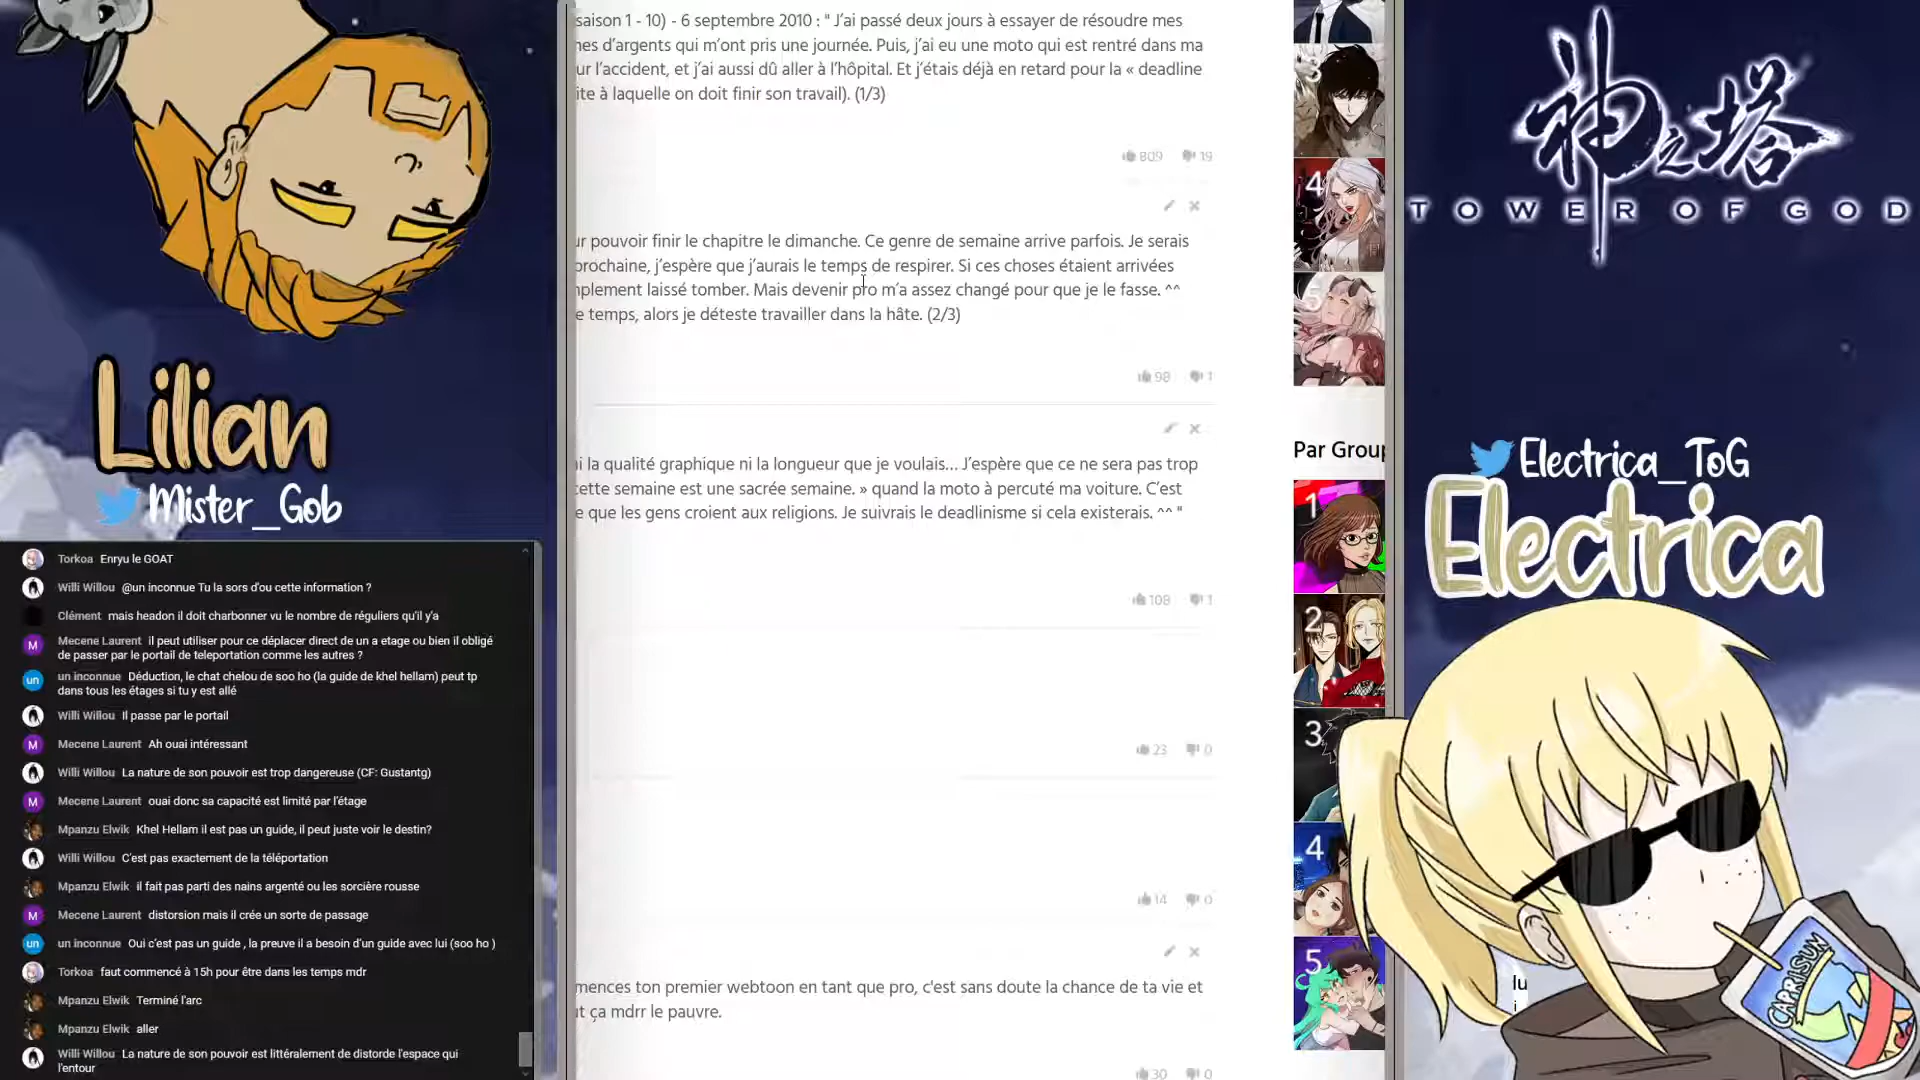 Lilian
Mister_Gob
Torkoa Enryu le GOAT
Willi Willou @un inconnue Tu la sors d'ou cette information ?
Clément mais headon il doit charbonner vu le nombre de réguliers qu'il y'a
Mecene Laurent il peut utiliser pour ce déplacer direct de un a etage ou bien il obligé
de passer par le portail de teleportation comme les autres ?
un inconnue Déduction, le chat chelou de soo ho (la guide de khel hellam) peut tp
dans tous les étages si tu y est allé
Willi Willou Il passe par le portail
Mecene Laurent Ah ouai intéressant
Willi Willou La nature de son pouvoir est trop dangereuse (CF: Gustantg)
Mecene Laurent ouai donc sa capacité est limité par l'étage
Mpanzu Elwik Khel Hellam il est pas un guide, il peut juste voir le destin?
Willi Willou C'est pas exactement de la téléportation
Mpanzu Elwik il fait pas parti des nains argenté ou les sorcière rousse
Mecene Laurent distorsion mais il crée un sorte de passage
un inconnue Oui c'est pas un guide , la preuve il a besoin d'un guide avec lui (soo ho )
Torkoa faut commencé à 15h pour être dans les temps mdr
Mpanzu Elwik Terminé l'arc
Mpanzu Elwik aller
Willi Willou La nature de son pouvoir est littéralement de distorde l'espace qui
l'entour
M
M
un
M
M
M
un
saison 1 - 10) - 6 septembre 2010 : " J'ai passé deux jours à essayer de résoudre mes
nes d'argents qui m'ont pris une journée. Puis, j'ai eu une moto qui est rentré dans ma
ur l'accident, et j'ai aussi dû aller à l'hôpital. Et j'étais déjà en retard pour la « deadline
ite à laquelle on doit finir son travail). (1/3)
809 19
ur pouvoir finir le chapitre le dimanche. Ce genre de semaine arrive parfois. Je serais
prochaine, j'espère que j'aurais le temps de respirer. Si ces choses étaient arrivées
nplement laissé tomber. Mais devenir pro m'a assez changé pour que je le fasse. ^^
e temps, alors je déteste travailler dans la hâte. (2/3)
98 1
ni la qualité graphique ni la longueur que je voulais... J'espère que ce ne sera pas trop
cette semaine est une sacrée semaine. » quand la moto à percuté ma voiture. C'est
e que les gens croient aux religions. Je suivrais le deadlinisme si cela existerais. ^^ "
108 1
23 0
14 0
mences ton premier webtoon en tant que pro, c'est sans doute la chance de ta vie et
ut ça mdrr le pauvre.
30 0
3
4
5
Par Group
1
2
3
4
5
神之塔
TOWER OF GOD
Electrica_ToG
Electrica
lu
CAPRISUN